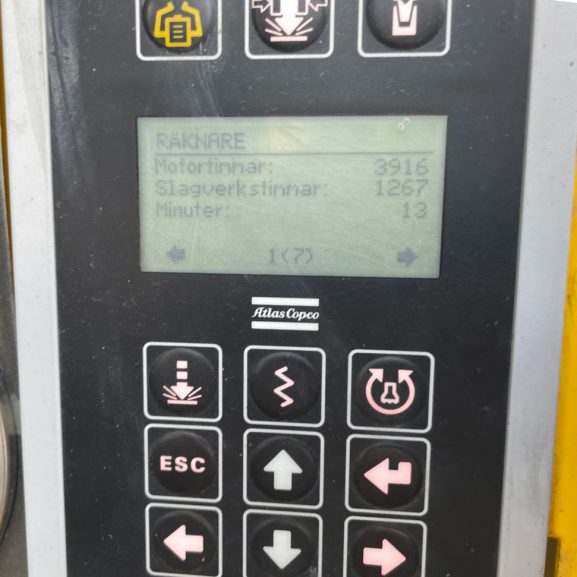 RÄKNARE
Motortimmar: 3916
Slagverkstimmar: 1267
Minuter: 13
1(7)
Atlas Copco
ESC